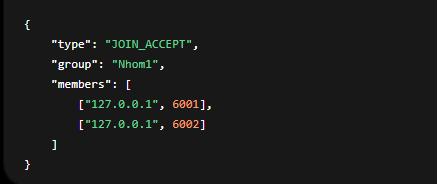 {
    "type": "JOIN_ACCEPT",
    "group": "Nhom1",
    "members": [
        ["127.0.0.1", 6001],
        ["127.0.0.1", 6002]
    ]
}